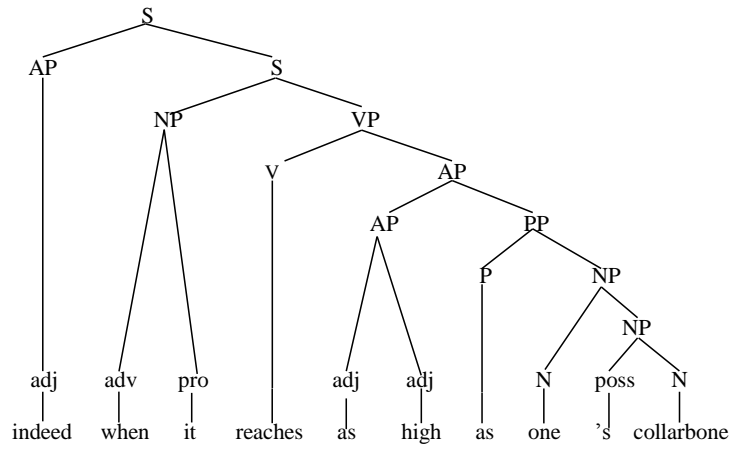 S
AP S
NP VP
V AP
AP PP
P NP
NP
adj adv pro adj adj N poss N
indeed when it reaches as high as one 's collarbone